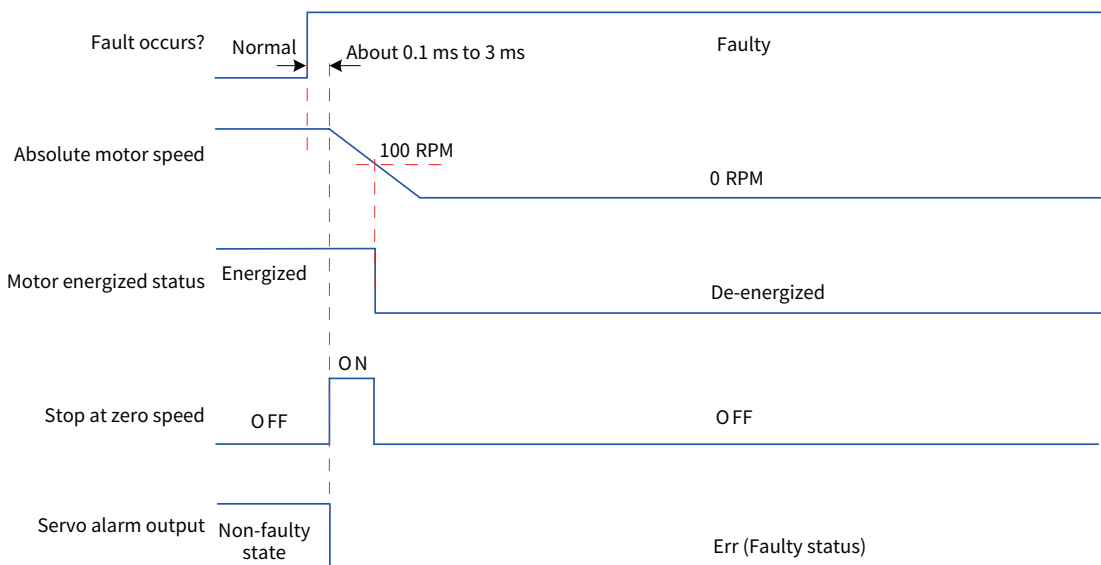 Fault occurs?
Normal
About 0.1 ms to 3 ms
Faulty
Absolute motor speed
100 RPM
0 RPM
Motor energized status
Energized
De-energized
ON
Stop at zero speed
OFF
OFF
Servo alarm output
Non-faulty
state
Err (Faulty status)